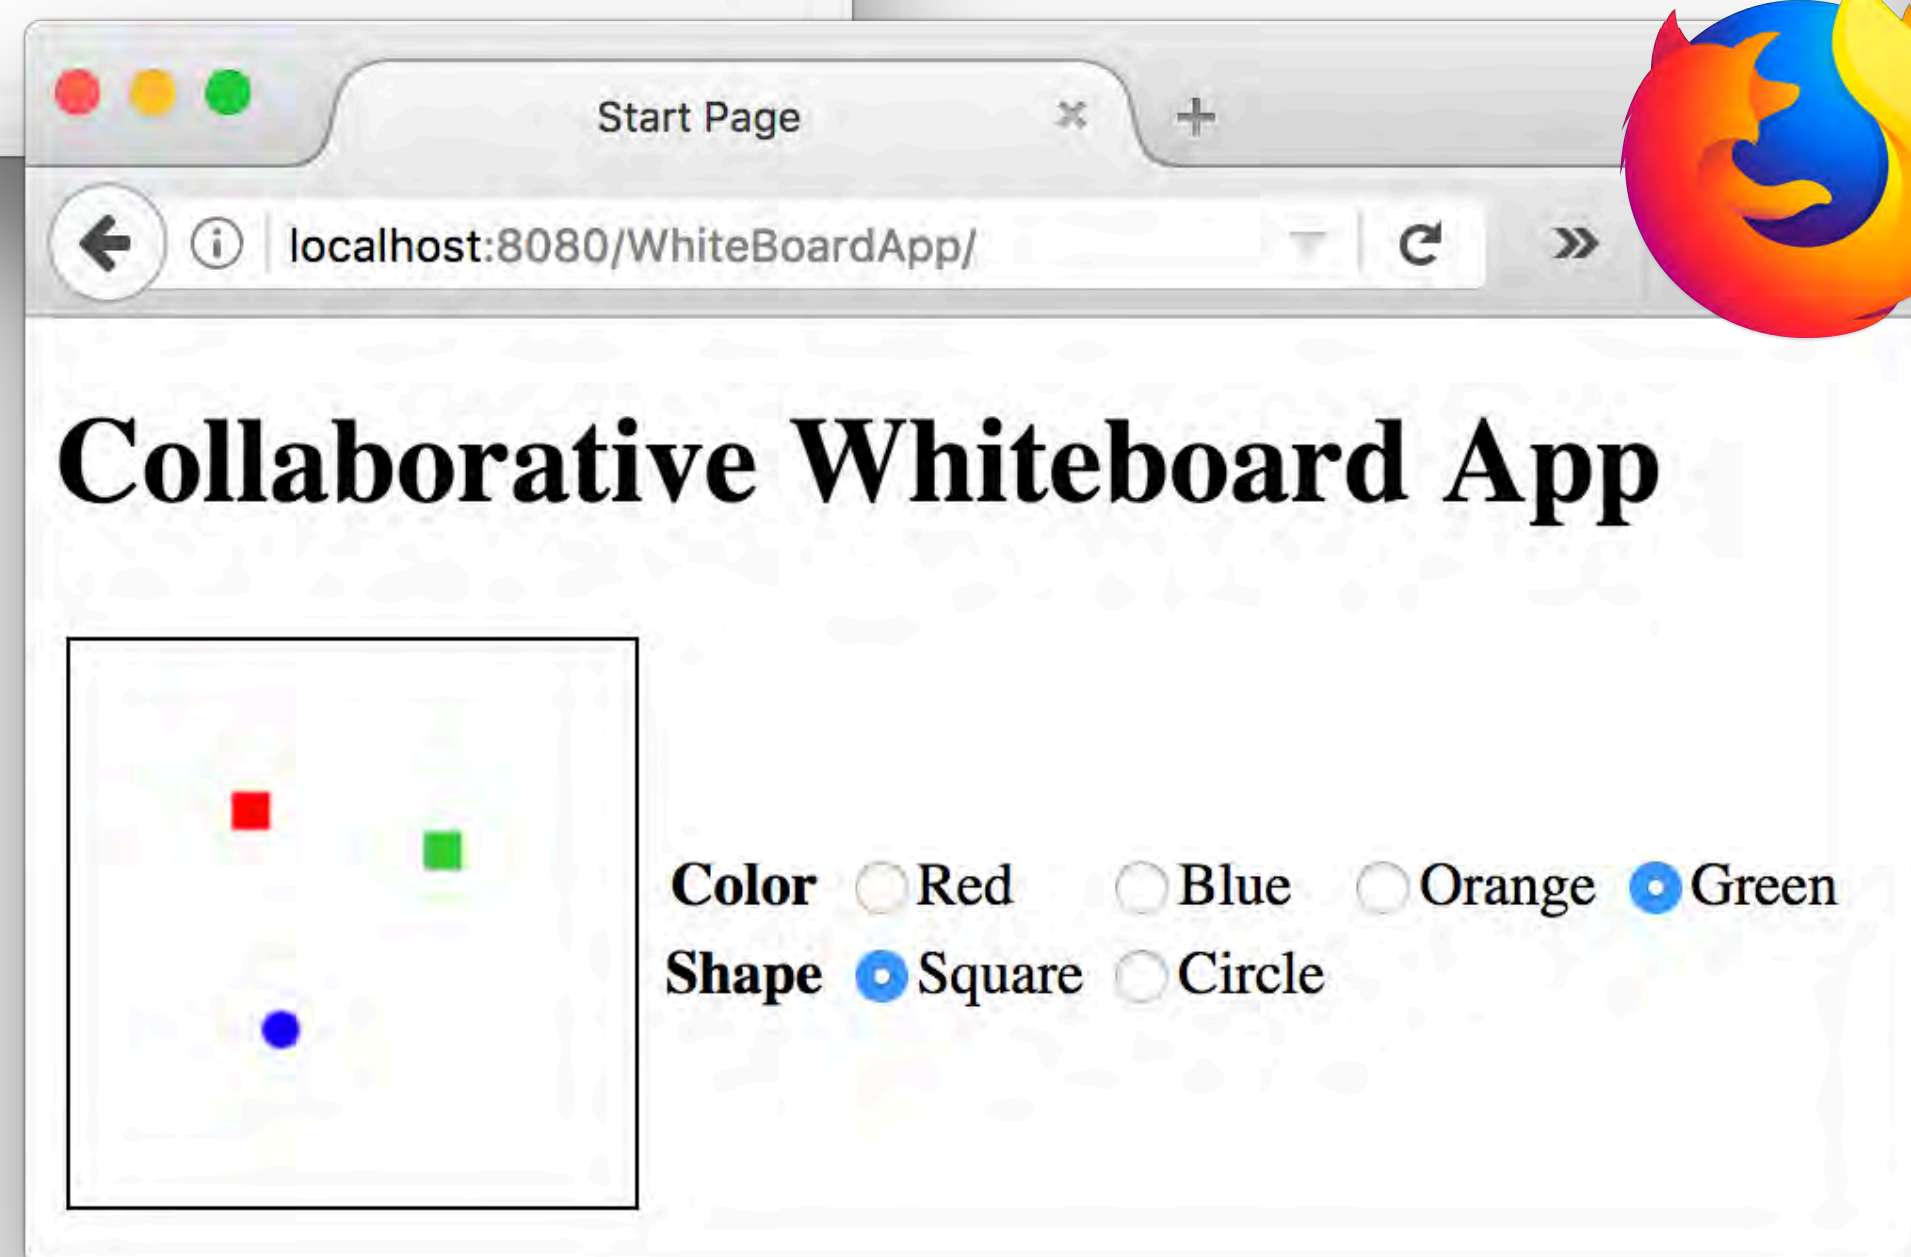 Start Page
localhost:8080/WhiteBoardApp/
Collaborative Whiteboard App
Color Red Blue Orange Green
Shape Square Circle